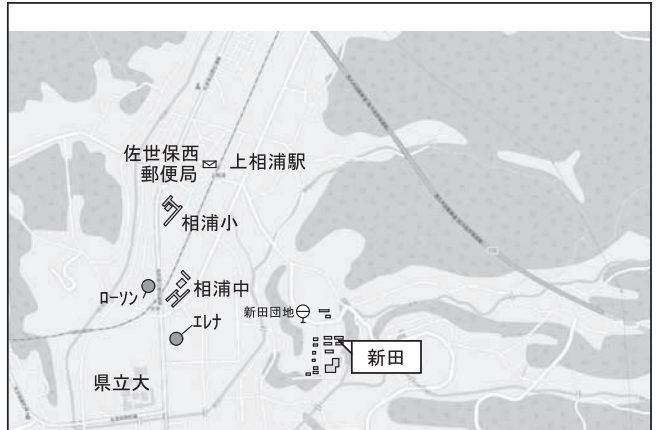 佐世保西
郵便局
上相浦駅
相浦小
ローソン
相浦中
エレナ
新田団地
新田
県立大